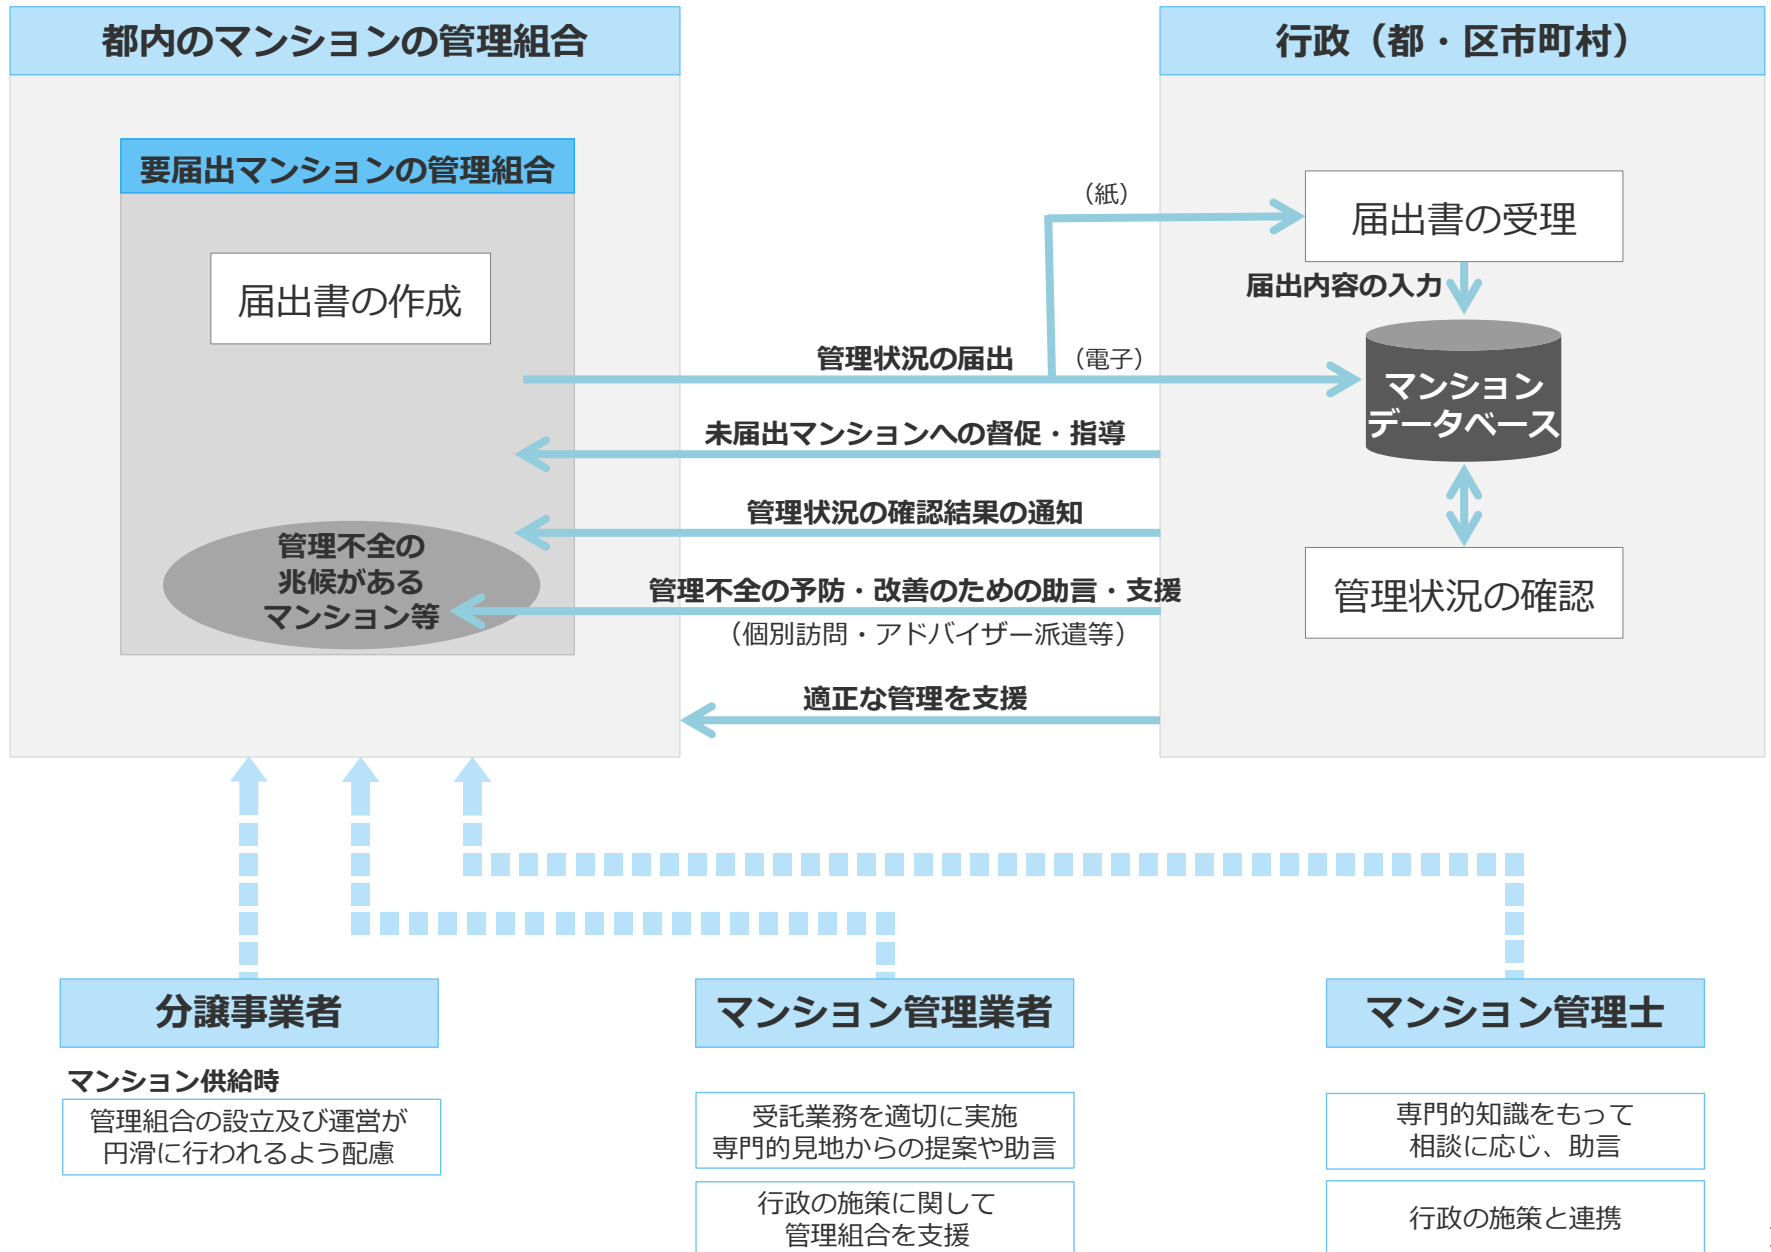 都内のマンションの管理組合
行政（都・区市町村）
要届出マンションの管理組合
届出書の作成
（紙）
届出書の受理
届出内容の入力
管理状況の届出
（電子）
マンション
データベース
未届出マンションへの督促・指導
管理状況の確認結果の通知
管理不全の
兆候がある
マンション等
管理不全の予防・改善のための助言・支援
（個別訪問・アドバイザー派遣等）
管理状況の確認
適正な管理を支援
分譲事業者
マンション供給時
管理組合の設立及び運営が
円滑に行われるよう配慮
マンション管理業者
受託業務を適切に実施
専門的見地からの提案や助言
行政の施策に関して
管理組合を支援
マンション管理士
専門的知識をもって
相談に応じ、助言
行政の施策と連携